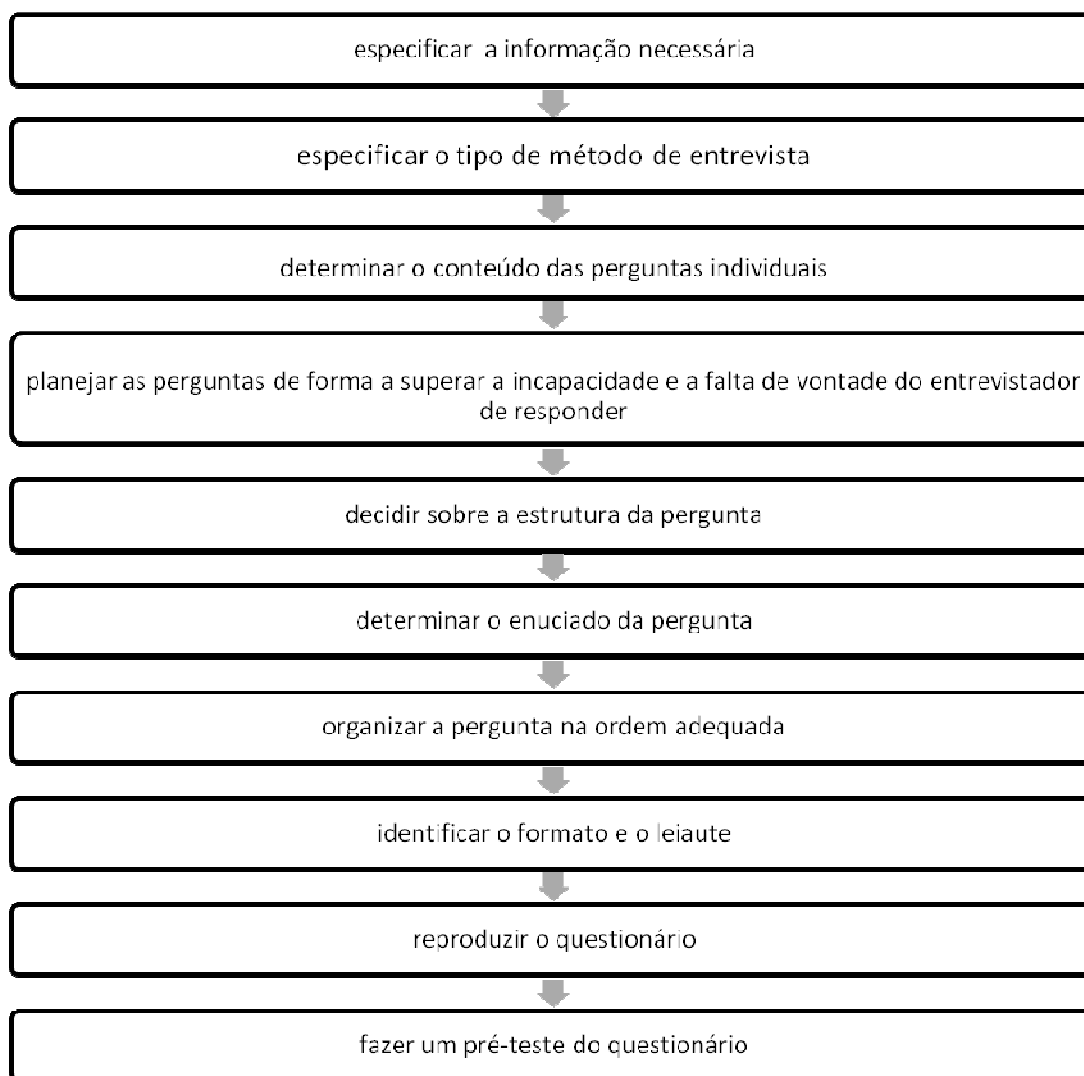 especificar a informação necessária
especificar o tipo de método de entrevista
determinar o conteúdo das perguntas individuais
planejar as perguntas de forma a superar a incapacidade e a falta de vontade do entrevistador
de responder
decidir sobre a estrutura da pergunta
determinar o enuciado da pergunta
organizar a pergunta na ordem adequada
identificar o formato e o leiaute
reproduzir o questionário
fazer um pré-teste do questionário